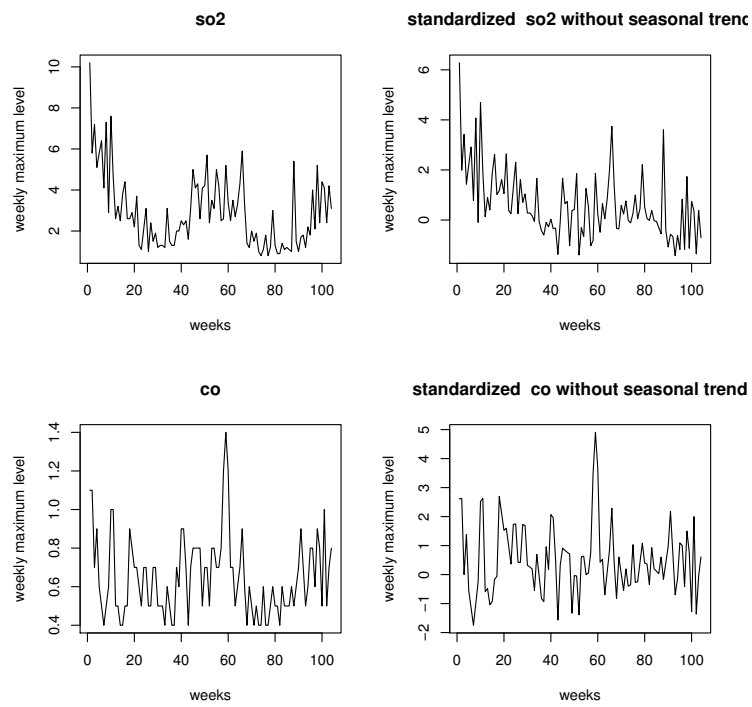 so2
standardized so2 without seasonal trend
weekly maximum level
10
8
6
4
2
0 20 40 60 80 100
weeks
weekly maximum level
6
4
2
0
0 20 40 60 80 100
weeks
co
standardized co without seasonal trend
weekly maximum level
1.4
1.2
1.0
0.8
0.6
0.4
0 20 40 60 80 100
weeks
weekly maximum level
5
4
3
2
1
0
−1
−2
0 20 40 60 80 100
weeks